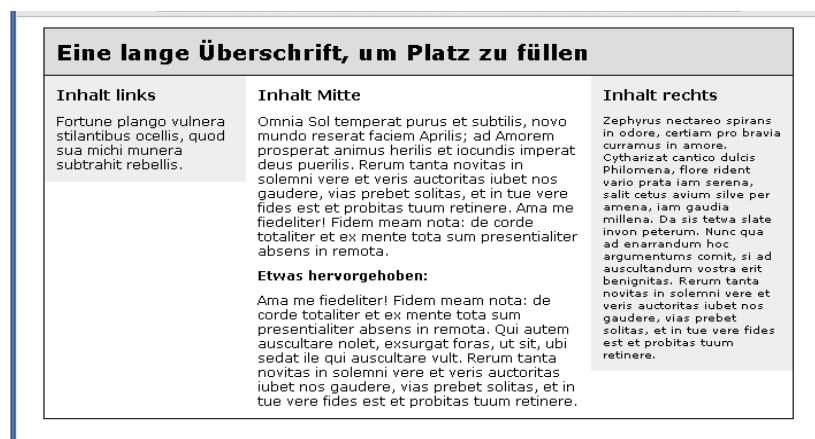 Eine lange Überschrift, um Platz zu füllen
Inhalt links
Fortune plango vulnera
stilantibus ocellis, quod
sua michi munera
subtrahit rebellis.
Inhalt Mitte
Omnia Sol temperat purus et subtilis, novo
mundo reserat faciem Aprilis; ad Amorem
prosperat animus herilis et iocundis imperat
deus puerilis. Rerum tanta novitas in
solemni vere et veris auctoritas iubet nos
gaudere, vias prebet solitas, et in tue vere
fides est et probitas tuum retinere. Ama me
fiedeliter! Fidem meam nota: de corde
totaliter et ex mente tota sum presentialiter
absens in remota.
Etwas hervorgehoben:
Ama me fiedeliter! Fidem meam nota: de
corde totaliter et ex mente tota sum
presentialiter absens in remota. Qui autem
auscultare nolet, exsurgat foras, ut sit, ubi
sedat ile qui auscultare vult. Rerum tanta
novitas in solemni vere et veris auctoritas
iubet nos gaudere, vias prebet solitas, et in
tue vere fides est et probitas tuum retinere.
Inhalt rechts
Zephyrus nectareo spirans
in odore, certiam pro bravia
curramus in amore.
Cytharizat cantico dulcis
Philomena, flore rident
vario prata iam serena,
salit cetus avium silve per
amena, iam gaudia
millena. Da sis tetwa slate
invon peterum. Nunc qua
ad enarrandum hoc
argumentums comit, si ad
auscultandum vostra erit
benignitas. Rerum tanta
novitas in solemni vere et
veris auctoritas iubet nos
gaudere, vias prebet
solitas, et in tue vere fides
est et probitas tuum
retinere.